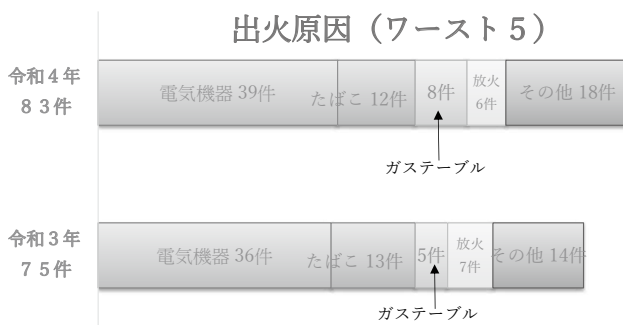 出火原因（ワースト５）
令和４年
８３件
電気機器 39件
たばこ 12件
8件
放火
6件
その他 18件
ガステーブル
令和３年
７５件
電気機器 36件
たばこ 13件
5件
放火
7件
その他 14件
ガステーブル